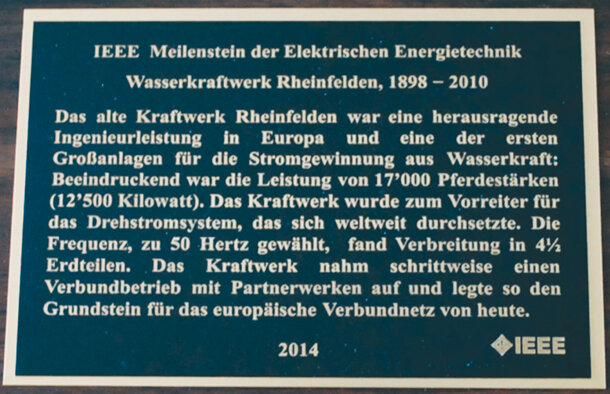 IEEE Meilenstein der Elektrischen Energietechnik
Wasserkraftwerk Rheinfelden, 1898 – 2010
Das alte Kraftwerk Rheinfelden war eine herausragende
Ingenieurleistung in Europa und eine der ersten
Großanlagen für die Stromgewinnung aus Wasserkraft:
Beeindruckend war die Leistung von 17'000 Pferdestärken
(12'500 Kilowatt). Das Kraftwerk wurde zum Vorreiter für
das Drehstromsystem, das sich weltweit durchsetzte. Die
Frequenz, zu 50 Hertz gewählt, fand Verbreitung in 4½
Erdteilen. Das Kraftwerk nahm schrittweise einen
Verbundbetrieb mit Partnerwerken auf und legte so den
Grundstein für das europäische Verbundnetz von heute.
2014
IEEE